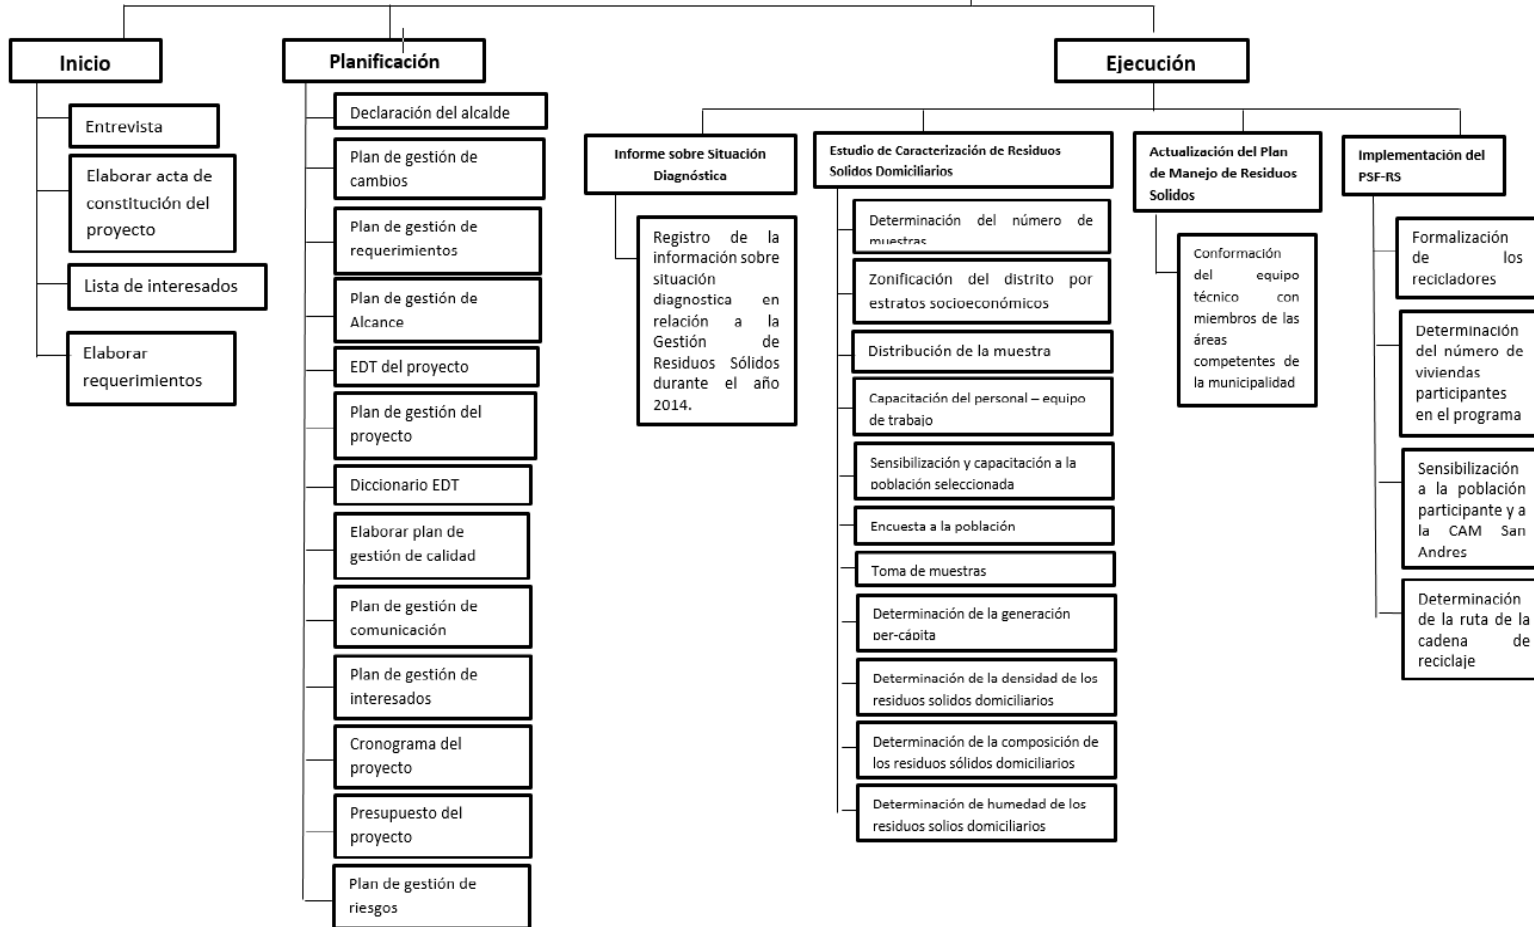 Inicio
Entrevista
Elaborar acta de
constitución del
proyecto
Lista de interesados
Elaborar
requerimientos
Planificación
Declaración del alcalde
Plan de gestión de
cambios
Plan de gestión de
requerimientos
Plan de gestión de
Alcance
EDT del proyecto
Plan de gestión del
proyecto
Diccionario EDT
Elaborar plan de
gestión de calidad
Plan de gestión de
comunicación
Plan de gestión de
interesados
Cronograma del
proyecto
Presupuesto del
proyecto
Plan de gestión de
riesgos
Ejecución
Informe sobre Situación
Diagnóstica
Registro de la
información sobre
situación
diagnostica en
relación a la
Gestión de
Residuos Sólidos
durante el año
2014.
Estudio de Caracterización de Residuos
Solidos Domiciliarios
Determinación del número de
muestras
Zonificación del distrito por
estratos socioeconómicos
Distribución de la muestra
Capacitación del personal – equipo
de trabajo
Sensibilización y capacitación a la
población seleccionada
Encuesta a la población
Toma de muestras
Determinación de la generación
per-cápita
Determinación de la densidad de los
residuos solidos domiciliarios
Determinación de la composición de
los residuos sólidos domiciliarios
Determinación de humedad de los
residuos solios domiciliarios
Actualización del Plan
de Manejo de Residuos
Solidos
Conformación
del equipo
técnico con
miembros de las
áreas
competentes de
la municipalidad
Implementación del
PSF-RS
Formalización
de los
recicladores
Determinación
del número de
viviendas
participantes
en el programa
Sensibilización
a la población
participante y a
la CAM San
Andres
Determinación
de la ruta de la
cadena de
reciclaje